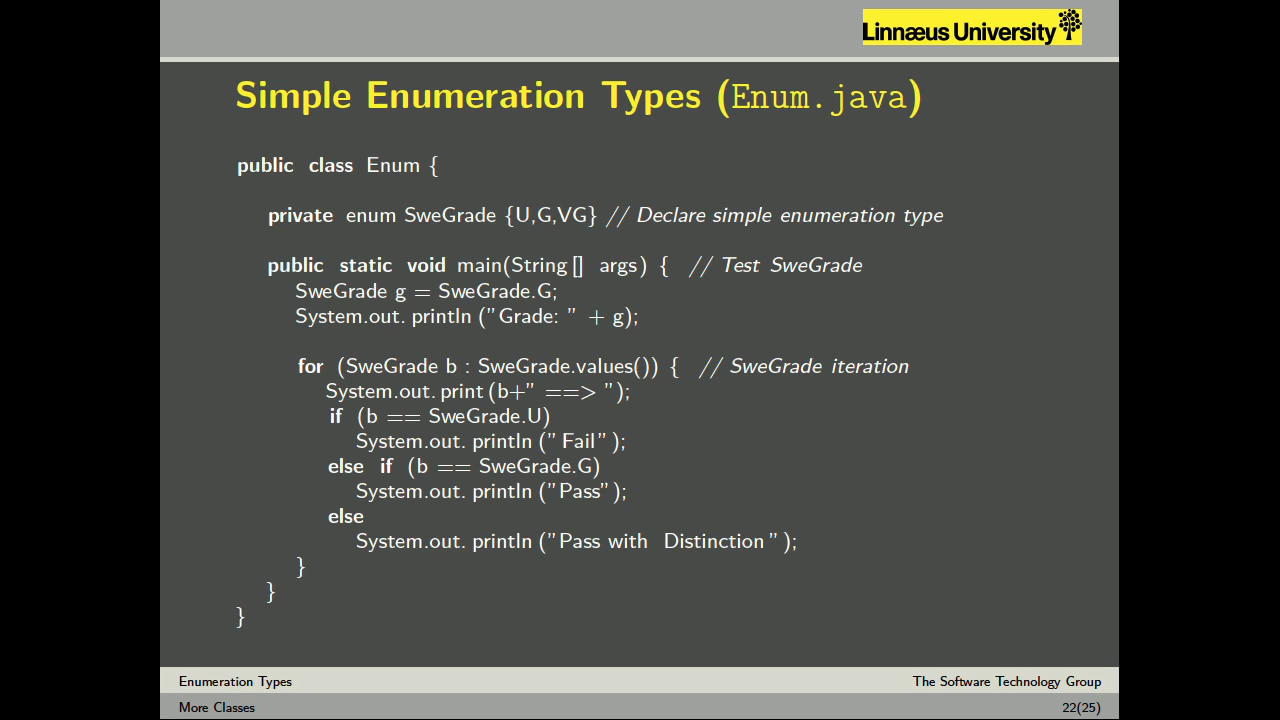 Linnæus University
Simple Enumeration Types (Enum.java)
public class Enum {
private enum SweGrade {U,G,VG} // Declare simple enumeration type
public static void main(String[] args) { // Test SweGrade
SweGrade g = SweGrade.G;
System.out.println("Grade: " + g);
for (SweGrade b : SweGrade.values()) { // SweGrade iteration
System.out.print(b+" ==> ");
if (b == SweGrade.U)
System.out.println("Fail");
else if (b == SweGrade.G)
System.out.println("Pass");
else
System.out.println("Pass with Distinction");
}
}
}
Enumeration Types The Software Technology Group
More Classes 22(25)